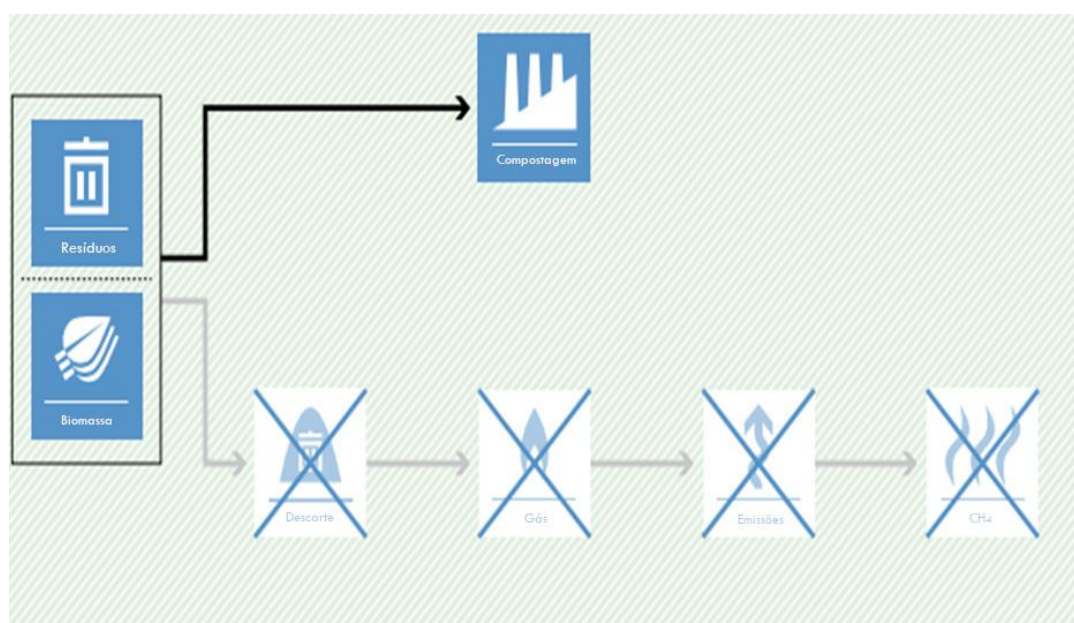 Compostagem
Resíduos
Biomassa
Descarte
Gás
Emissões
CH4